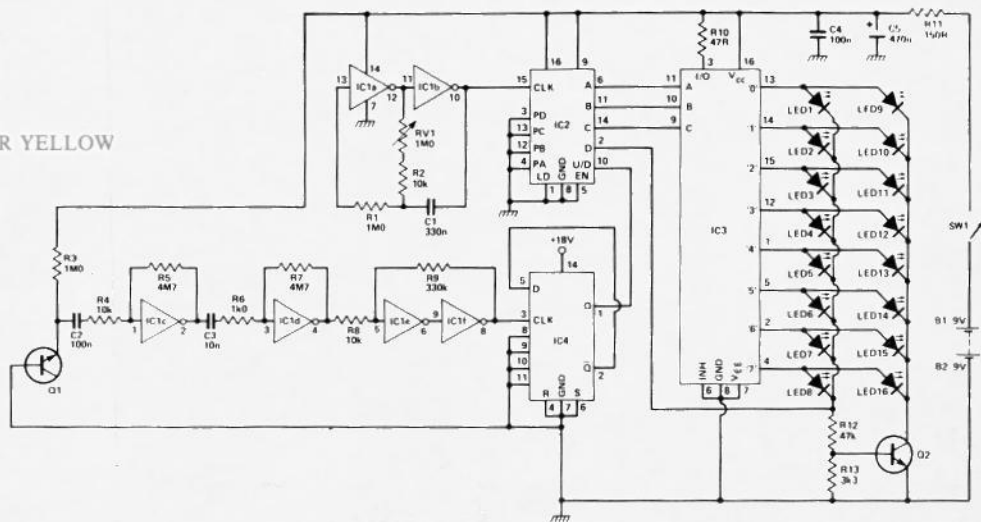 R YELLOW
R10
47R
C4
100n
C5
470n
R11
150R
13
14
IC1a
7
12
11
IC1b
10
RV1
1M0
R2
10k
R1
1M0
C1
330n
16
9
15
CLK
A
6
B
11
C
14
D
2
10
3
PD
13
PC
12
PB
4
PA
IC2
LD
GND
U/D
EN
1
8
5
3
16
I/O
VCC
11
A
10
B
9
C
IC3
INH
GND
VEE
6
8
7
13
'0'
14
'1'
15
'2'
12
'3'
1
'4'
5
'5'
2
'6'
4
'7'
LED1
LED9
LED2
LED10
LED3
LED11
LED4
LED12
LED5
LED13
LED6
LED14
LED7
LED15
LED8
LED16
SW1
B1 9V
B2 9V
R12
47k
R13
3k3
Q2
R3
1M0
R4
10k
C2
100n
Q1
R5
4M7
1
IC1c
2
C3
10n
R6
1k0
R7
4M7
3
IC1d
4
R8
10k
R9
330k
5
IC1e
6
9
IC1f
8
+18V
14
5
D
3
CLK
8
9
10
11
IC4
Q
1
Q̅
2
R
GND
S
4
7
6